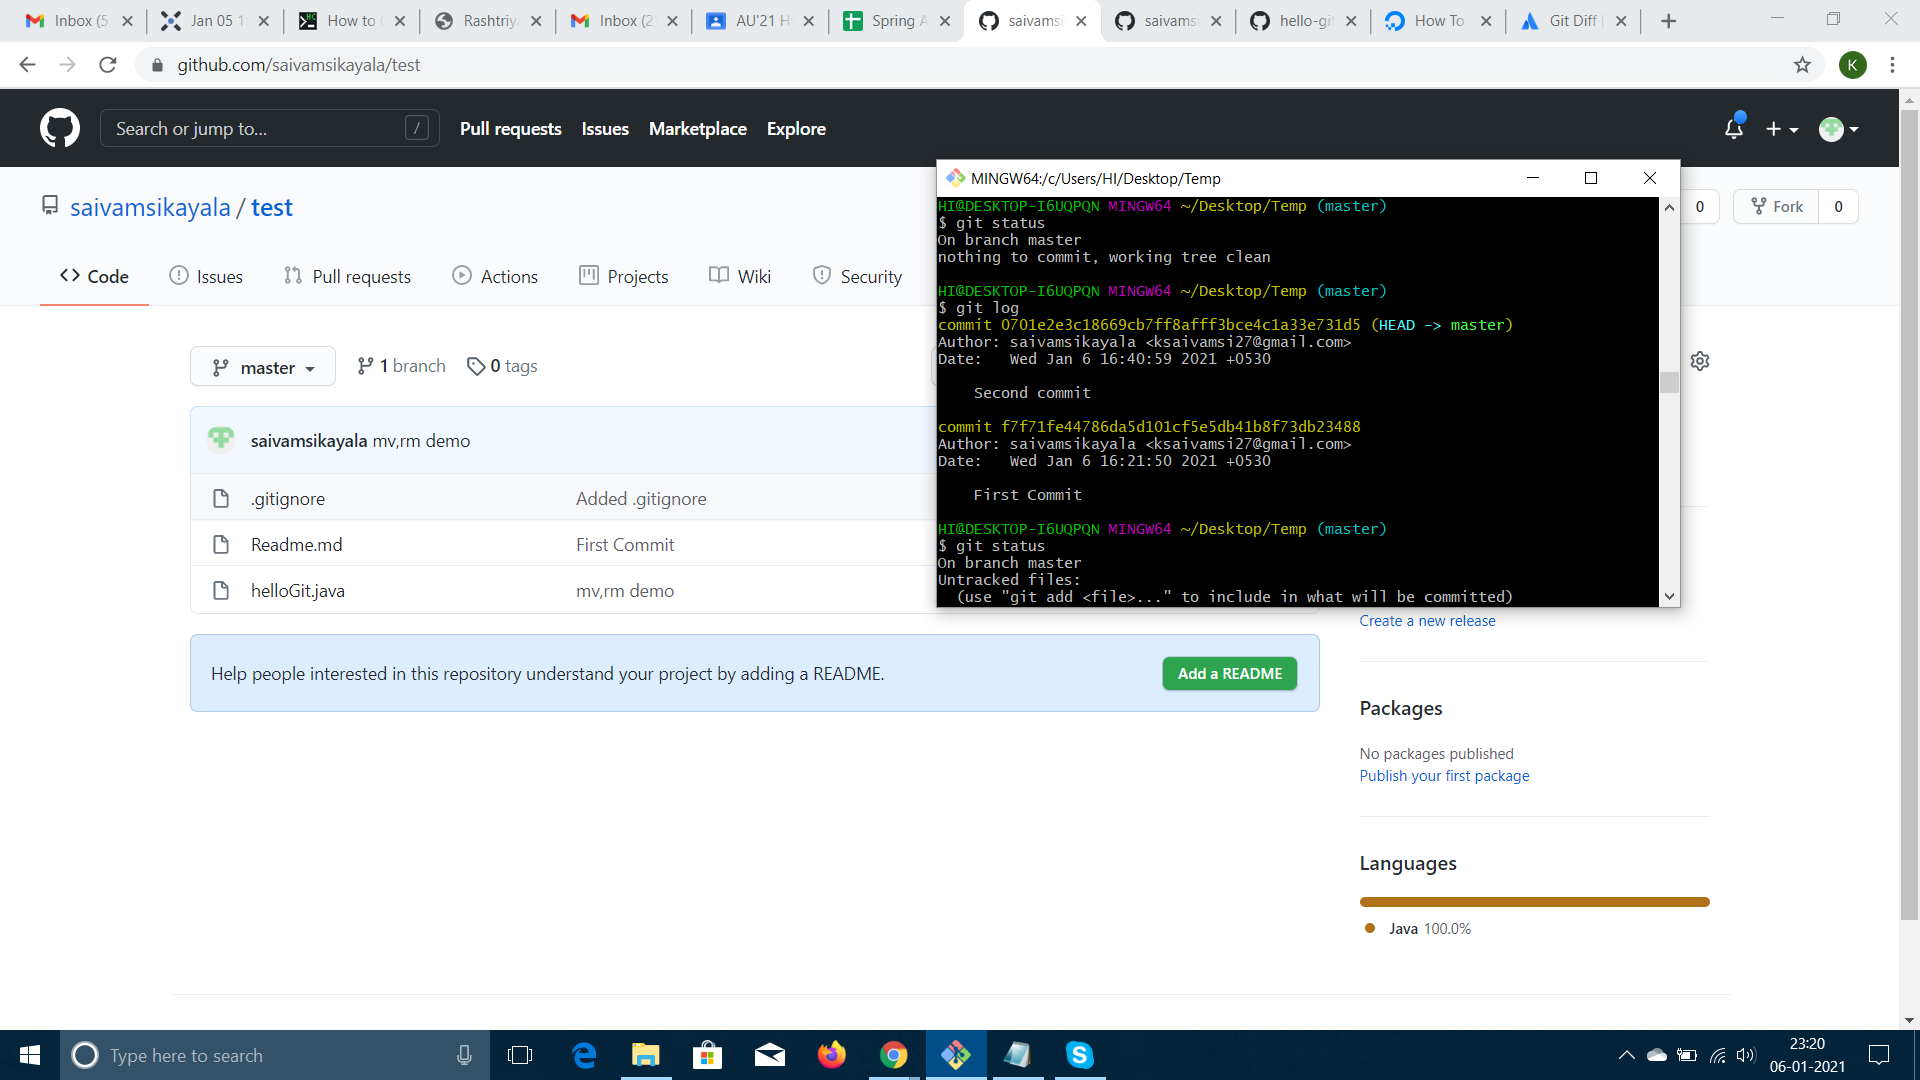 Inbox (5
Jan 05 1
How to
Rashtriy
Inbox (2
AU'21 H
Spring A
saivamsi
saivams
hello-git
How To
Git Diff
github.com/saivamsikayala/test
K
Search or jump to...
/
Pull requests
Issues
Marketplace
Explore
saivamsikayala / test
0
Fork
0
Code
Issues
Pull requests
Actions
Projects
Wiki
Security
master
1 branch
0 tags
saivamsikayala mv,rm demo
.gitignore
Added .gitignore
Readme.md
First Commit
helloGit.java
mv,rm demo
MINGW64:/c/Users/HI/Desktop/Temp
HI@DESKTOP-I6UQPQN MINGW64 ~/Desktop/Temp (master)
$ git status
On branch master
nothing to commit, working tree clean
HI@DESKTOP-I6UQPQN MINGW64 ~/Desktop/Temp (master)
$ git log
commit 0701e2e3c18669cb7ff8afff3bce4c1a33e731d5 (HEAD -> master)
Author: saivamsikayala <ksaivamsi27@gmail.com>
Date:   Wed Jan 6 16:40:59 2021 +0530
Second commit
commit f7f71fe44786da5d101cf5e5db41b8f73db23488
Author: saivamsikayala <ksaivamsi27@gmail.com>
Date:   Wed Jan 6 16:21:50 2021 +0530
First Commit
HI@DESKTOP-I6UQPQN MINGW64 ~/Desktop/Temp (master)
$ git status
On branch master
Untracked files:
(use "git add <file>..." to include in what will be committed)
Create a new release
Help people interested in this repository understand your project by adding a README.
Add a README
Packages
No packages published
Publish your first package
Languages
Java 100.0%
Type here to search
23:20
06-01-2021